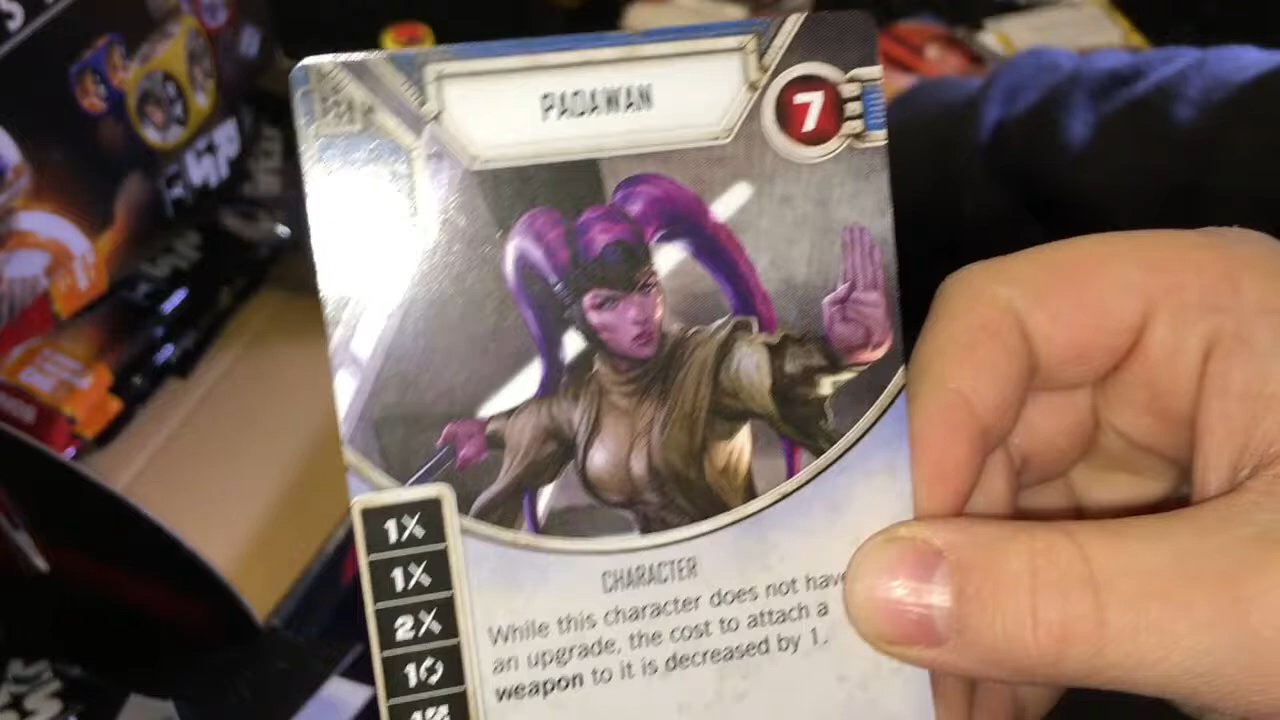 PADAWAN
7
1
1
2
1
CHARACTER
While this character does not have
an upgrade, the cost to attach a
weapon to it is decreased by 1.